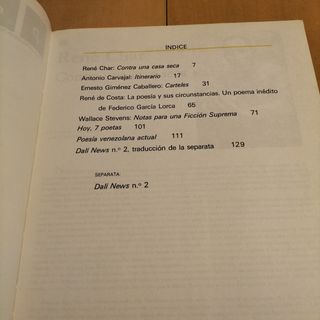 INDICE
René Char: Contra una casa seca 7
Antonio Carvajal: Itinerario 17
Ernesto Giménez Caballero: Carteles 31
René de Costa: La poesía y sus circunstancias. Un poema inédito
de Federico García Lorca 65
Wallace Stevens: Notas para una Ficción Suprema 71
Hoy, 7 poetas 101
Poesía venezolana actual 111
Dalí News n.º 2, traducción de la separata 129
SEPARATA:
Dalí News n.º 2